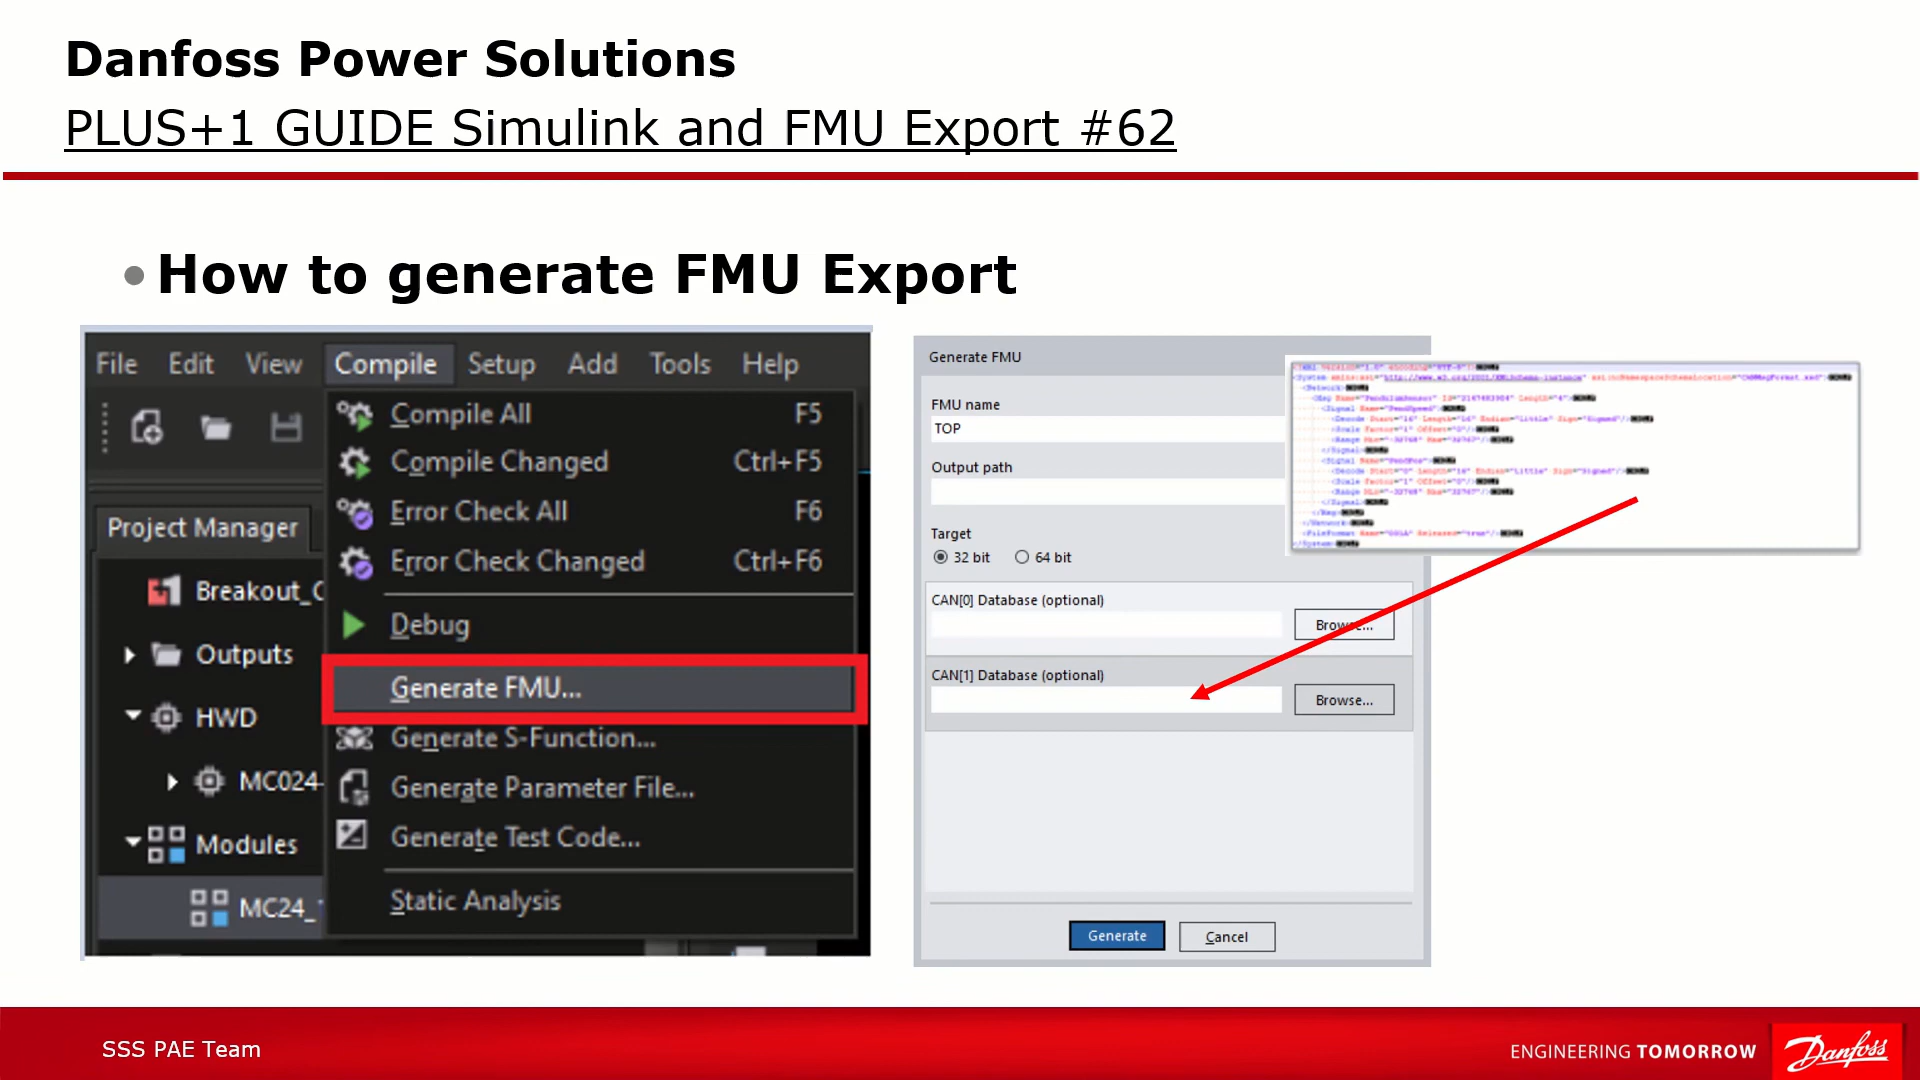 Danfoss Power Solutions
PLUS+1 GUIDE Simulink and FMU Export #62
• How to generate FMU Export
File Edit View Compile Setup Add Tools Help
Compile All F5
Compile Changed Ctrl+F5
Error Check All F6
Error Check Changed Ctrl+F6
Debug
Generate FMU...
Generate S-Function...
Generate Parameter File...
Generate Test Code...
Static Analysis
Project Manager
Outputs
HWD
MC024-
Modules
MC24_
Generate FMU
FMU name
TOP
Output path
Target
32 bit 64 bit
CAN[0] Database (optional)
Browse...
CAN[1] Database (optional)
Browse...
Generate Cancel
SSS PAE Team
ENGINEERING TOMORROW
Danfoss